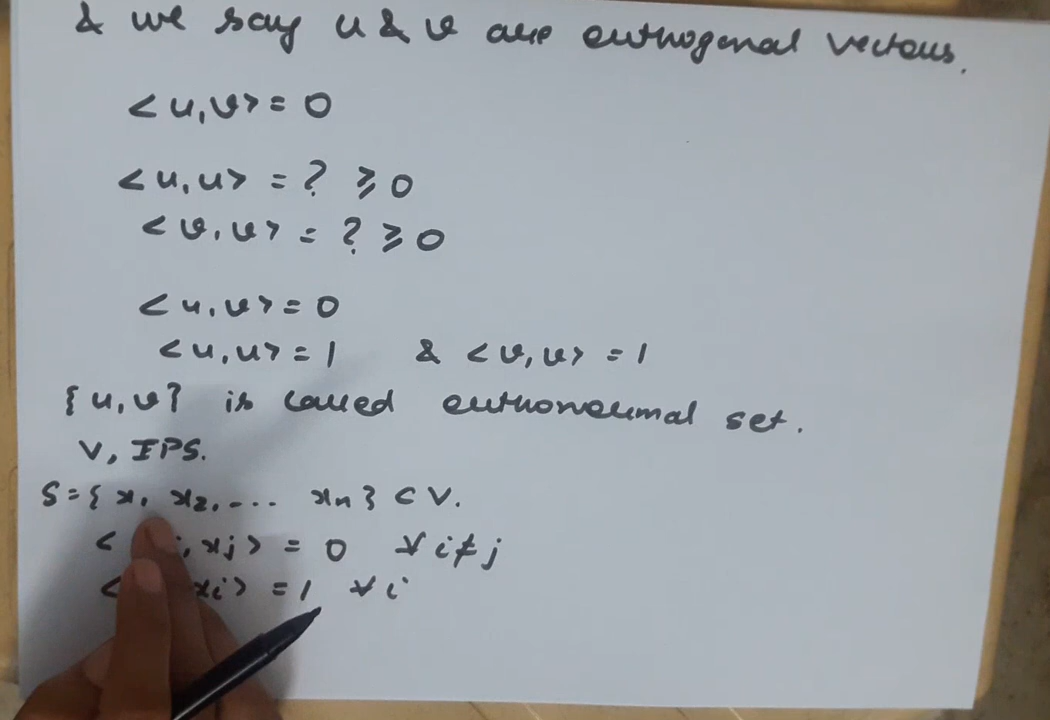 & we say u & v are orthogonal vectors.
<u,v> = 0
<u,u> = ? ≥ 0
<v,v> = ? ≥ 0
<u,v> = 0
<u,u> = 1 & <v,v> = 1
{u,v} is called orthonormal set.
V, IPS.
S = {x1 x2, ... xn} ⊂ V.
< , xj> = 0 ∀ i≠j
< xi> = 1 ∀ i